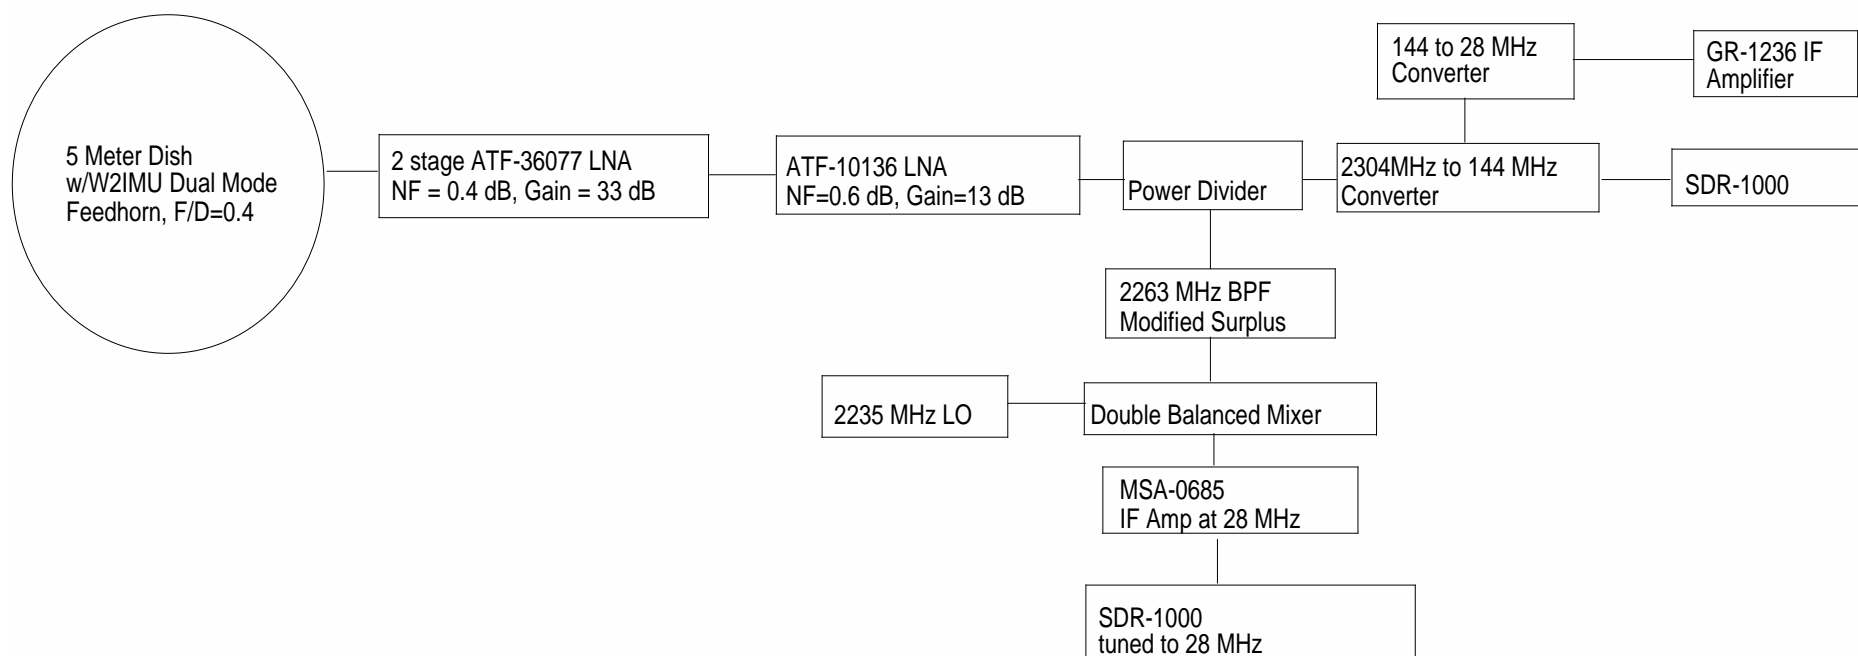 5 Meter Dish
w/W2IMU Dual Mode
Feedhorn, F/D=0.4
2 stage ATF-36077 LNA
NF = 0.4 dB, Gain = 33 dB
ATF-10136 LNA
NF=0.6 dB, Gain=13 dB
Power Divider
2304MHz to 144 MHz
Converter
SDR-1000
144 to 28 MHz
Converter
GR-1236 IF
Amplifier
2263 MHz BPF
Modified Surplus
2235 MHz LO
Double Balanced Mixer
MSA-0685
IF Amp at 28 MHz
SDR-1000
tuned to 28 MHz